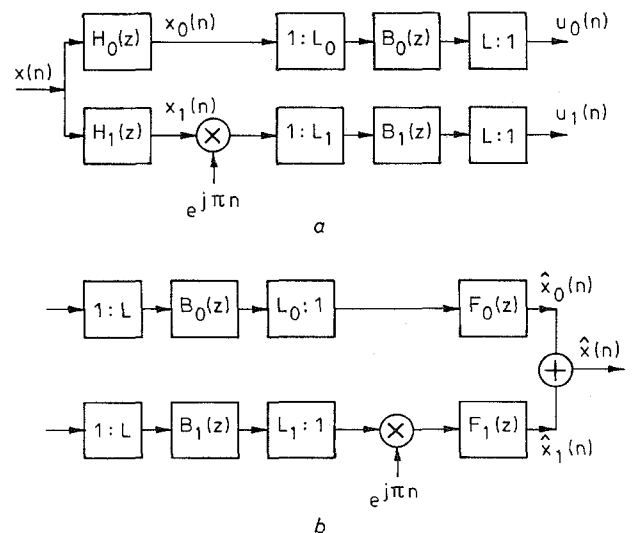 x(n)
H₀(z)
x₀(n)
1:L₀
B₀(z)
L:1
u₀(n)
H₁(z)
x₁(n)
×
e^{jπn}
1:L₁
B₁(z)
L:1
u₁(n)
a
1:L
B₀(z)
L₀:1
F₀(z)
x̂₀(n)
+
x̂(n)
1:L
B₁(z)
L₁:1
×
e^{jπn}
F₁(z)
x̂₁(n)
b